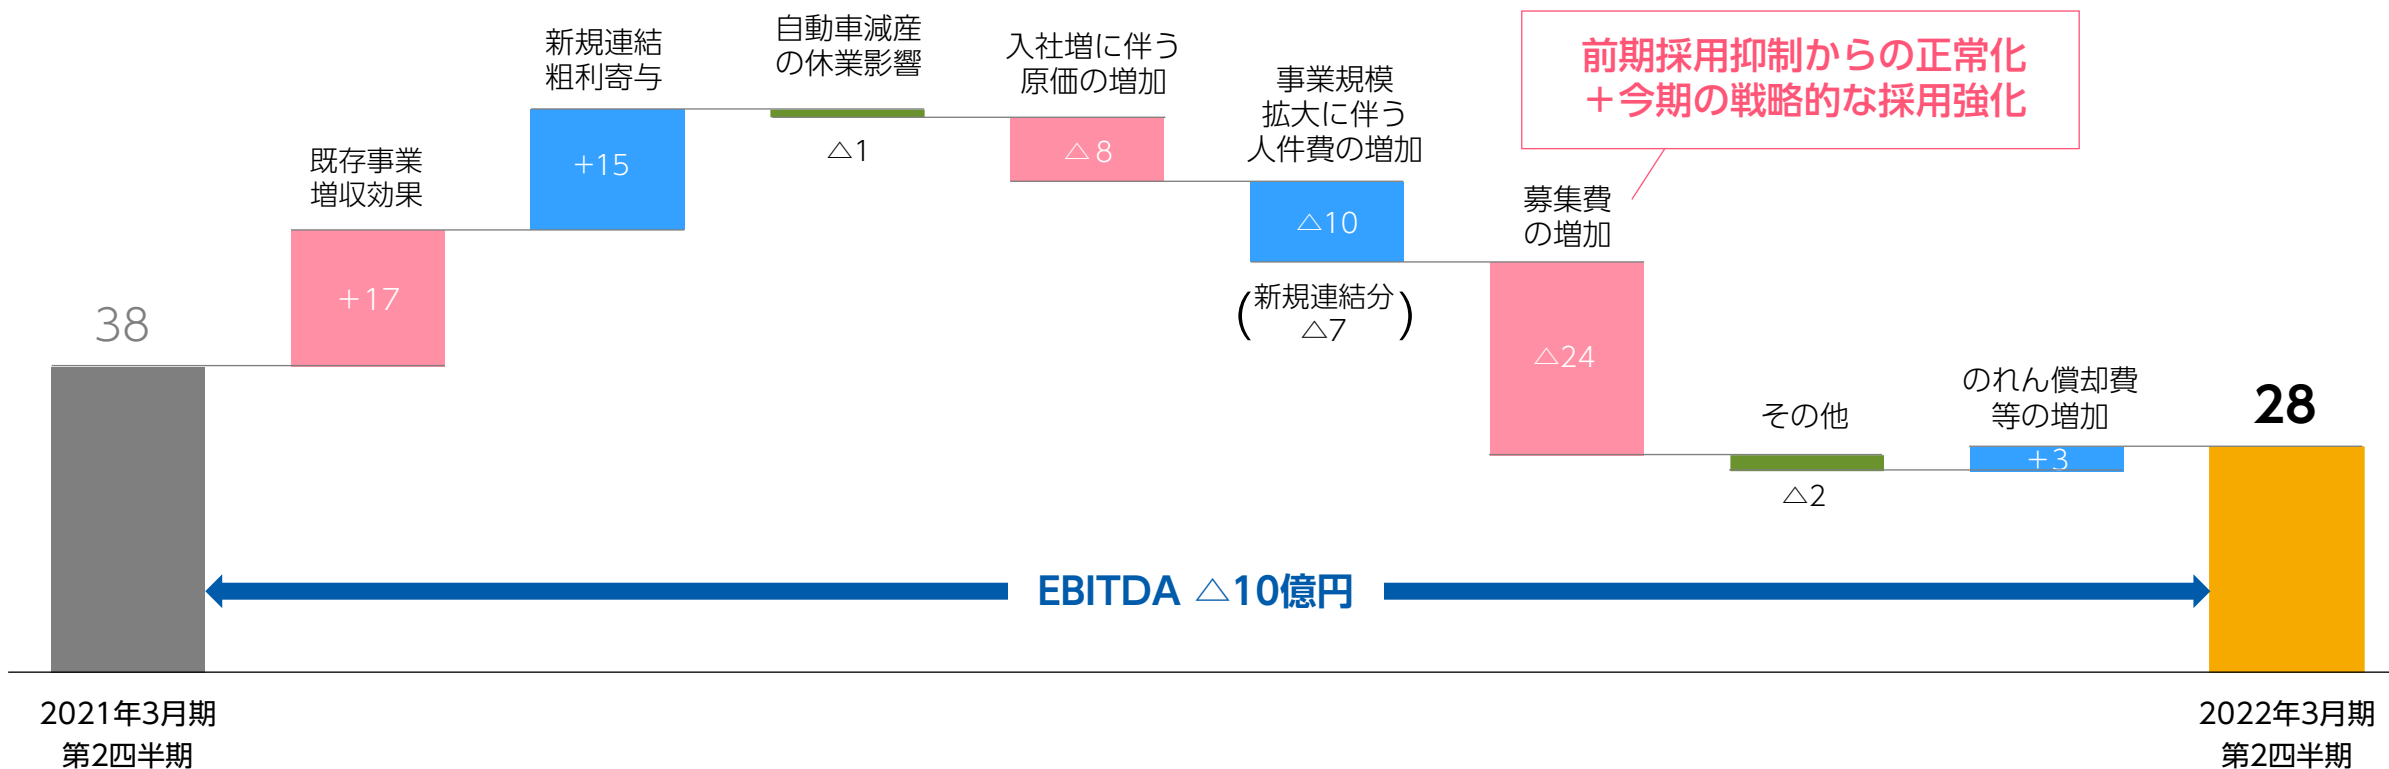 38
既存事業
増収効果
+17
新規連結
粗利寄与
+15
自動車減産
の休業影響
△1
入社増に伴う
原価の増加
△8
事業規模
拡大に伴う
人件費の増加
△10
(新規連結分
△7)
前期採用抑制からの正常化
＋今期の戦略的な採用強化
募集費
の増加
△24
その他
△2
のれん償却費
等の増加
+3
28
EBITDA △10億円
2021年3月期
第2四半期
2022年3月期
第2四半期